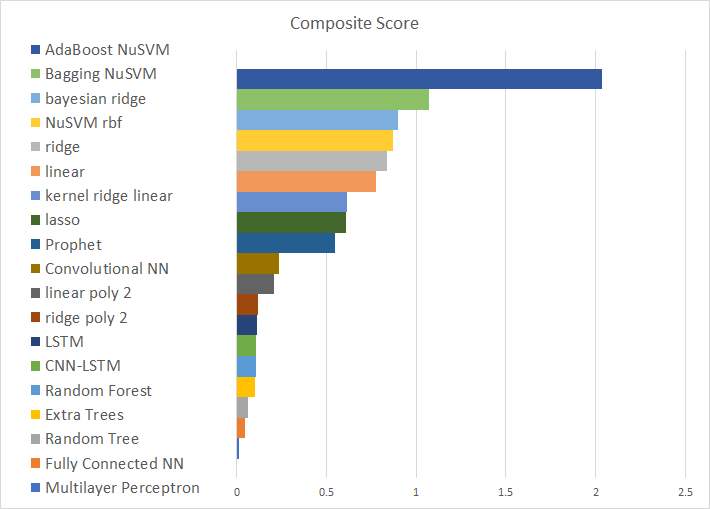 Composite Score
AdaBoost NuSVM
Bagging NuSVM
bayesian ridge
NuSVM rbf
ridge
linear
kernel ridge linear
lasso
Prophet
Convolutional NN
linear poly 2
ridge poly 2
LSTM
CNN-LSTM
Random Forest
Extra Trees
Random Tree
Fully Connected NN
Multilayer Perceptron
0 0.5 1 1.5 2 2.5